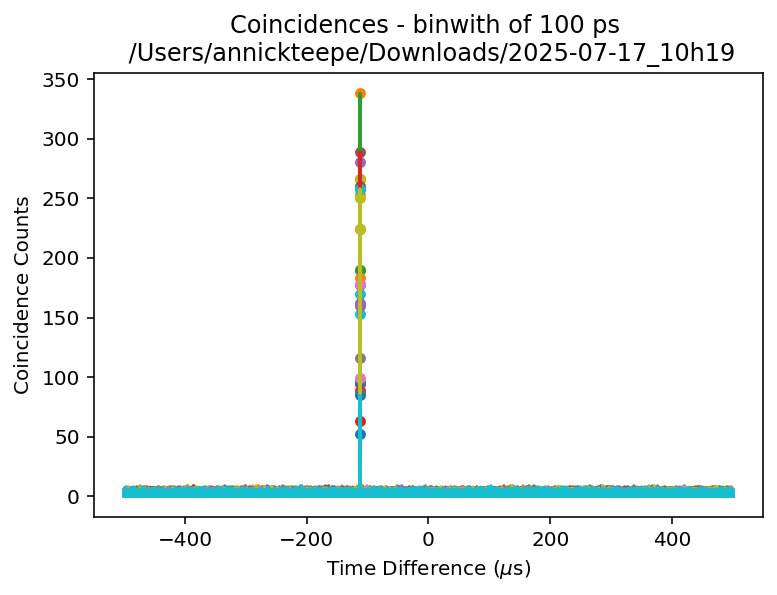 Coincidences - binwith of 100 ps
/Users/annickteepe/Downloads/2025-07-17_10h19
350
300
250
200
150
100
50
0
Coincidence Counts
−400 −200 0 200 400
Time Difference (μs)